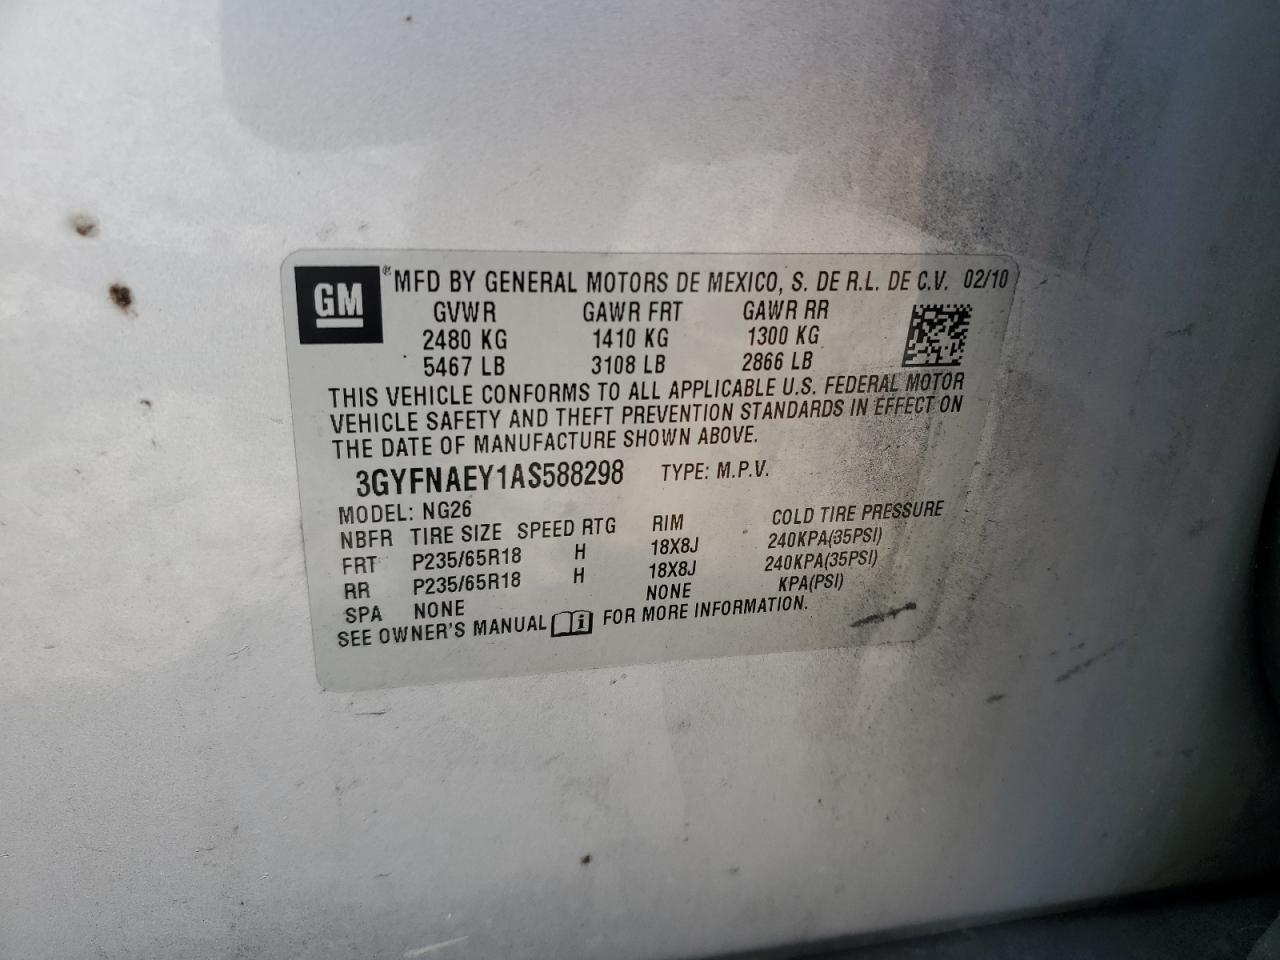 GM ® MFD BY GENERAL MOTORS DE MEXICO, S. DE R.L. DE C.V. 02/10
GVWR GAWR FRT GAWR RR
2480 KG 1410 KG 1300 KG
5467 LB 3108 LB 2866 LB
THIS VEHICLE CONFORMS TO ALL APPLICABLE U.S. FEDERAL MOTOR
VEHICLE SAFETY AND THEFT PREVENTION STANDARDS IN EFFECT ON
THE DATE OF MANUFACTURE SHOWN ABOVE.
3GYFNAEY1AS588298 TYPE: M.P.V.
MODEL: NG26
NBFR TIRE SIZE SPEED RTG RIM COLD TIRE PRESSURE
FRT P235/65R18 H 18X8J 240KPA(35PSI)
RR P235/65R18 H 18X8J 240KPA(35PSI)
SPA NONE NONE KPA(PSI)
SEE OWNER'S MANUAL i FOR MORE INFORMATION.